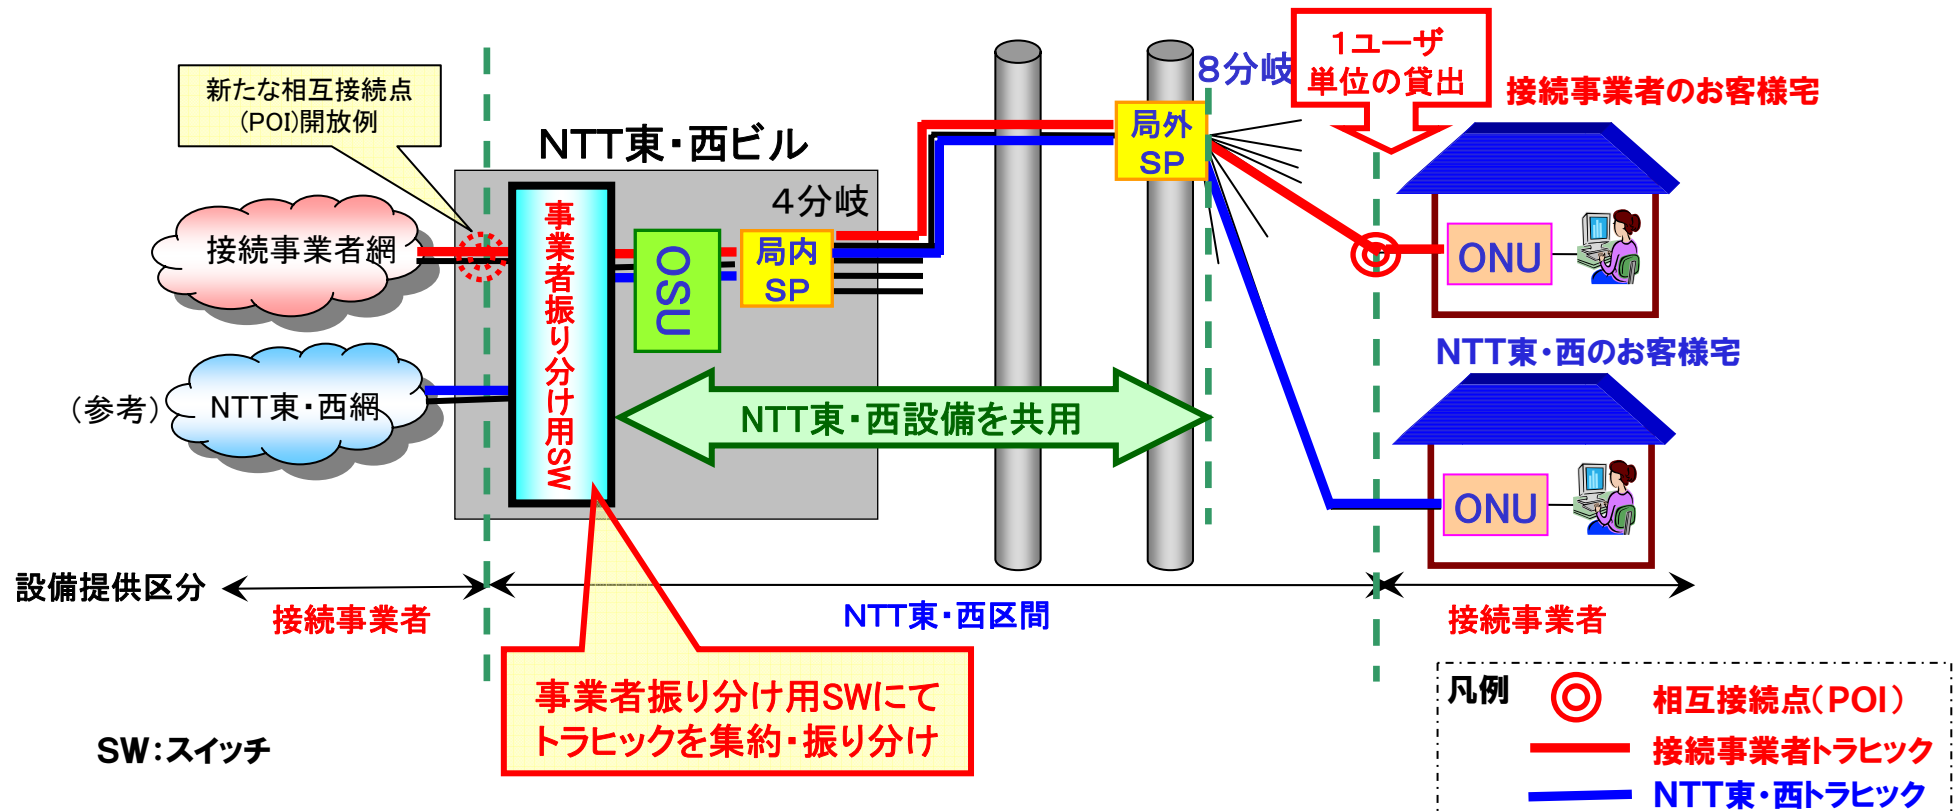 新たな相互接続点
(POI)開放例
NTT東・西ビル
8分岐
1ユーザ
単位の貸出
接続事業者のお客様宅
4分岐
局外
SP
接続事業者網
事業者振り分け用SW
OSU
局内
SP
ONU
NTT東・西のお客様宅
(参考)
NTT東・西網
NTT東・西設備を共用
ONU
設備提供区分
接続事業者
NTT東・西区間
接続事業者
事業者振り分け用SWにて
トラヒックを集約・振り分け
SW：スイッチ
凡例
相互接続点（POI）
接続事業者トラヒック
NTT東・西トラヒック